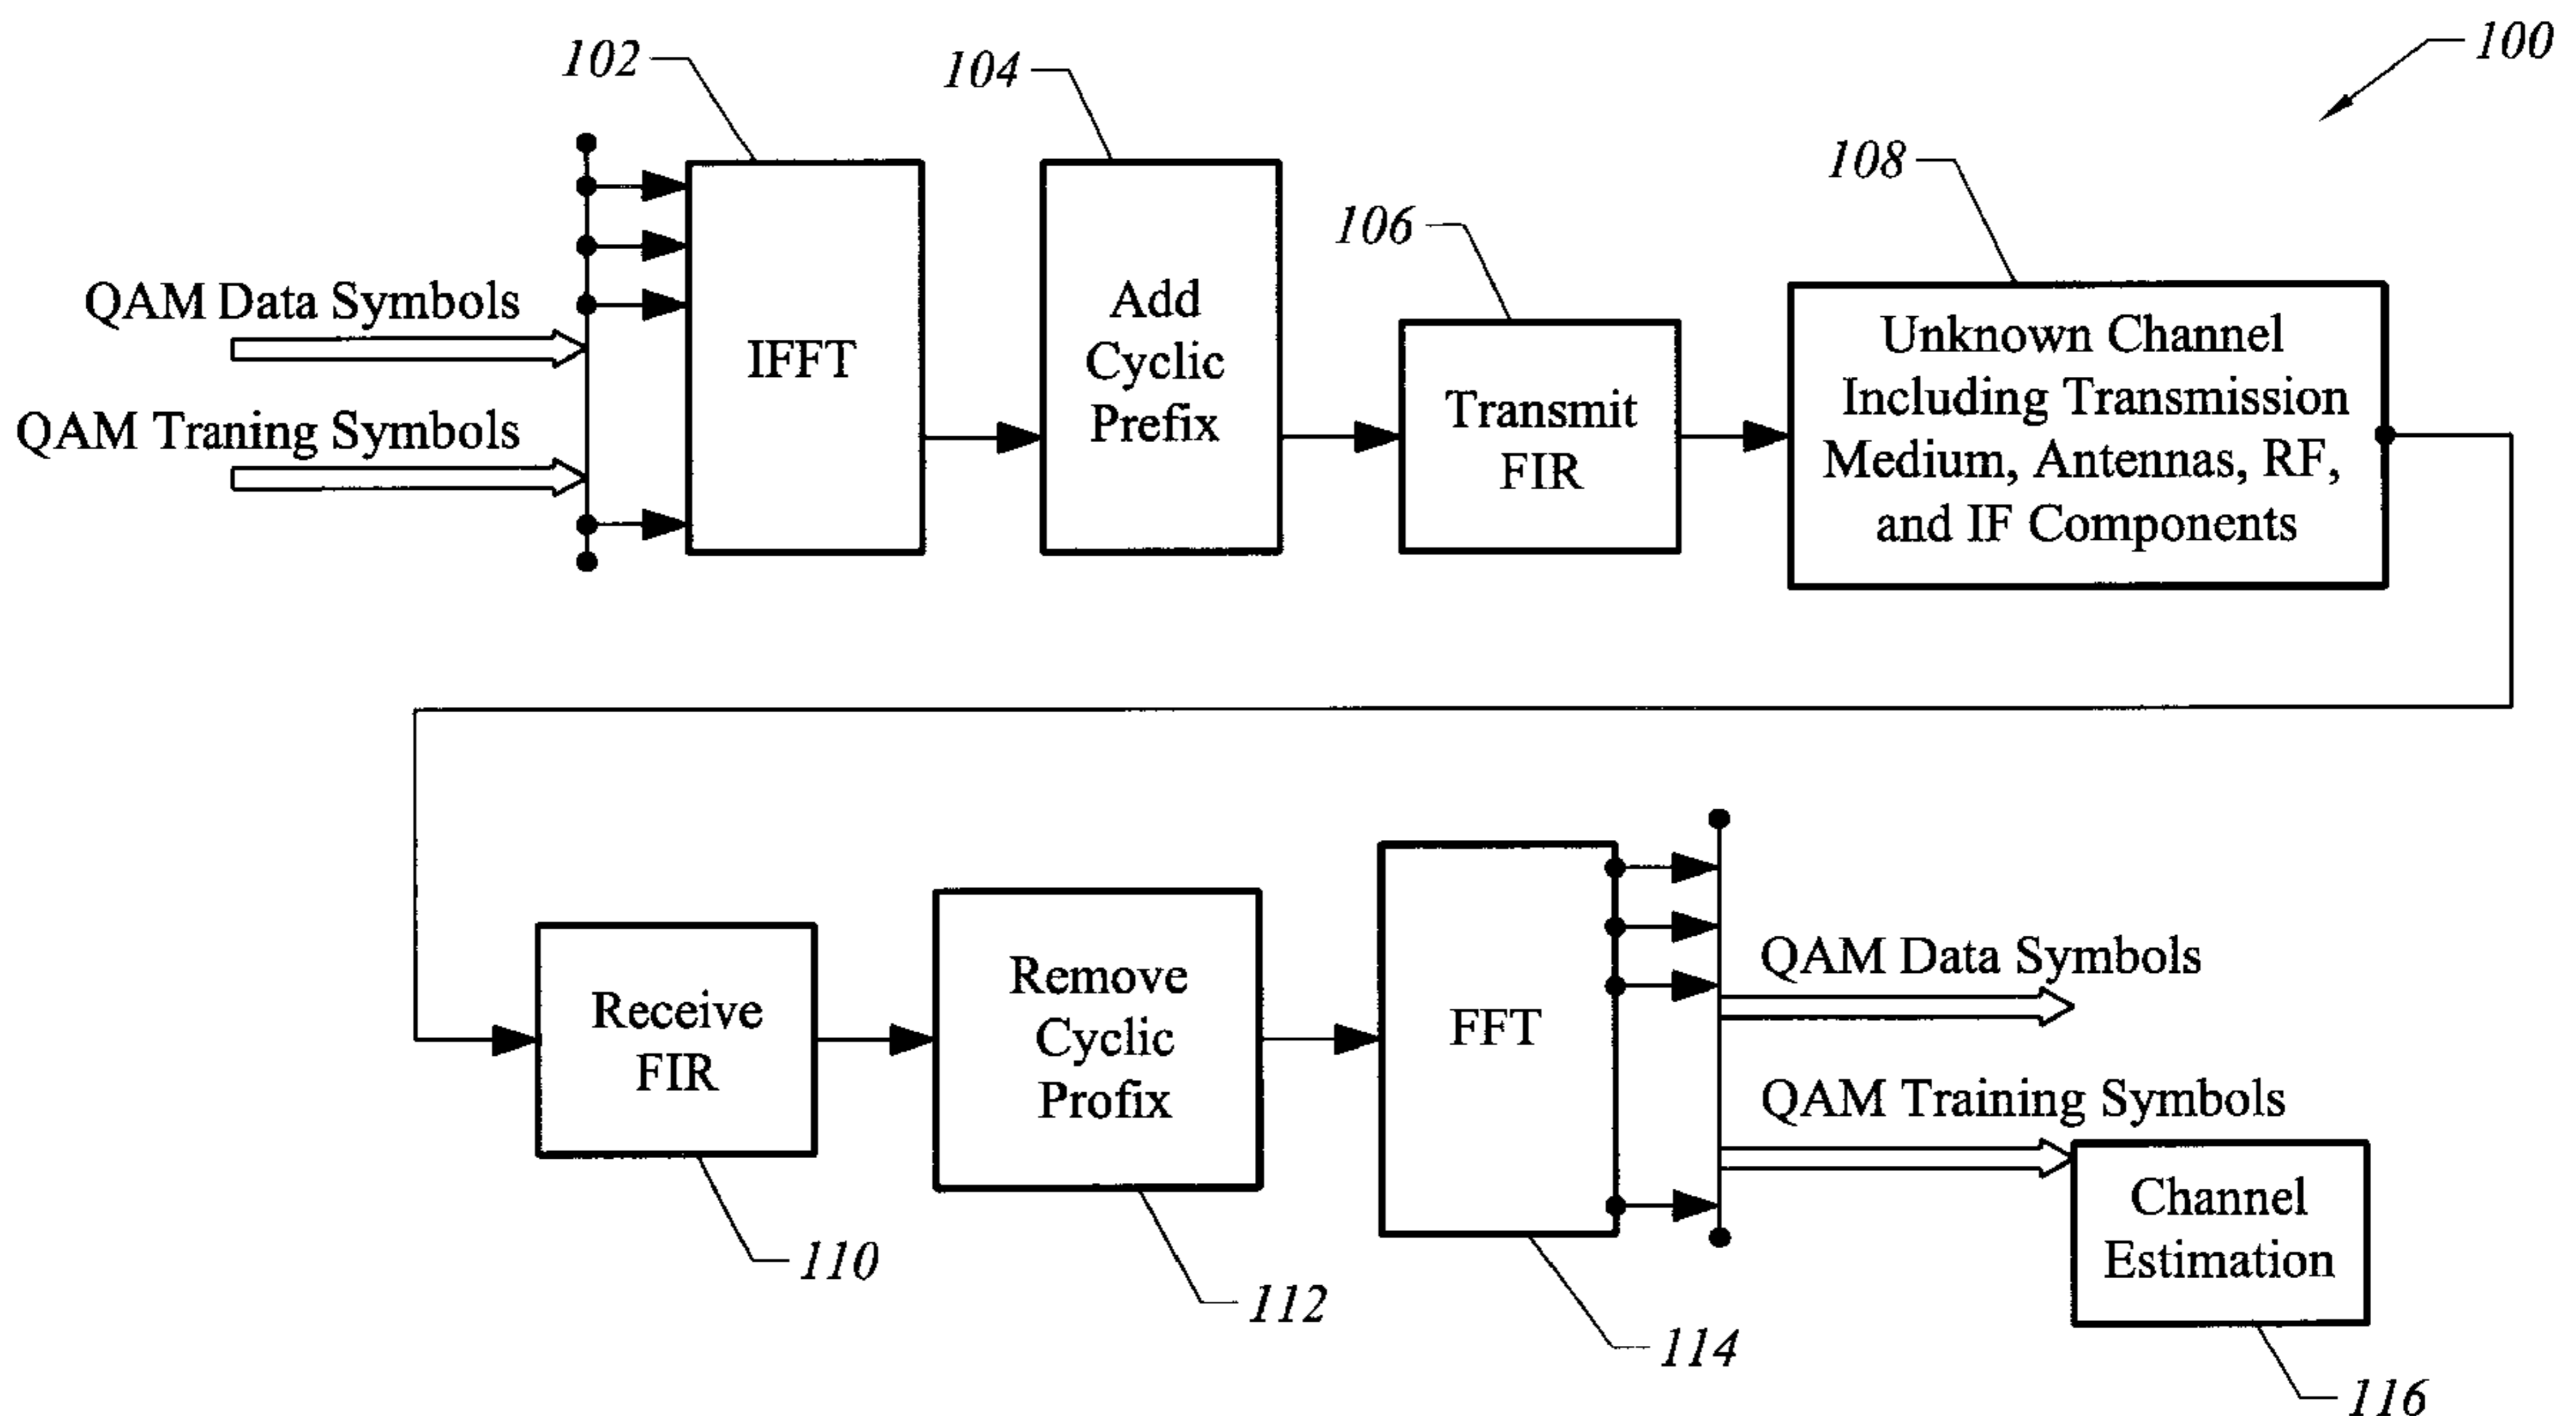 100
102
104
108
106
QAM Data Symbols
QAM Traning Symbols
IFFT
Add
Cyclic
Prefix
Transmit
FIR
Unknown Channel
Including Transmission
Medium, Antennas, RF,
and IF Components
Receive
FIR
Remove
Cyclic
Profix
FFT
QAM Data Symbols
QAM Training Symbols
Channel
Estimation
110
112
114
116